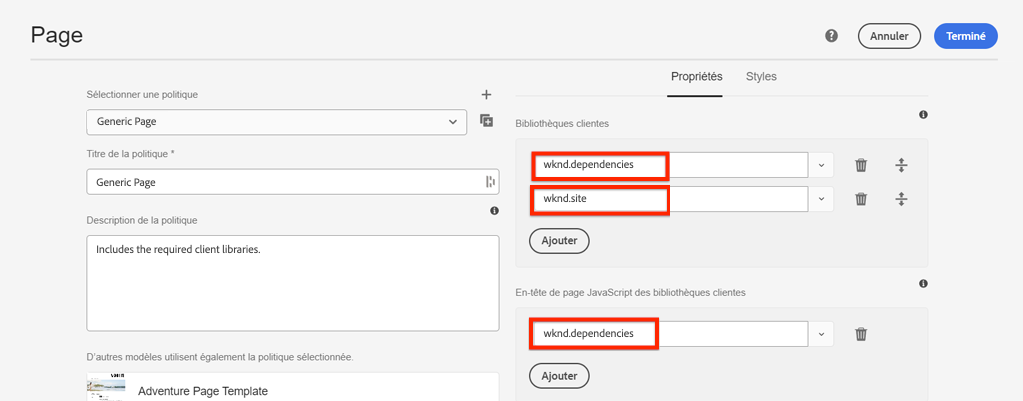 Page
Annuler
Terminé
Sélectionner une politique
Generic Page
Titre de la politique *
Generic Page
Description de la politique
Includes the required client libraries.
D'autres modèles utilisent également la politique sélectionnée.
Adventure Page Template
Propriétés
Styles
Bibliothèques clientes
wknd.dependencies
wknd.site
Ajouter
En-tête de page JavaScript des bibliothèques clientes
wknd.dependencies
Ajouter